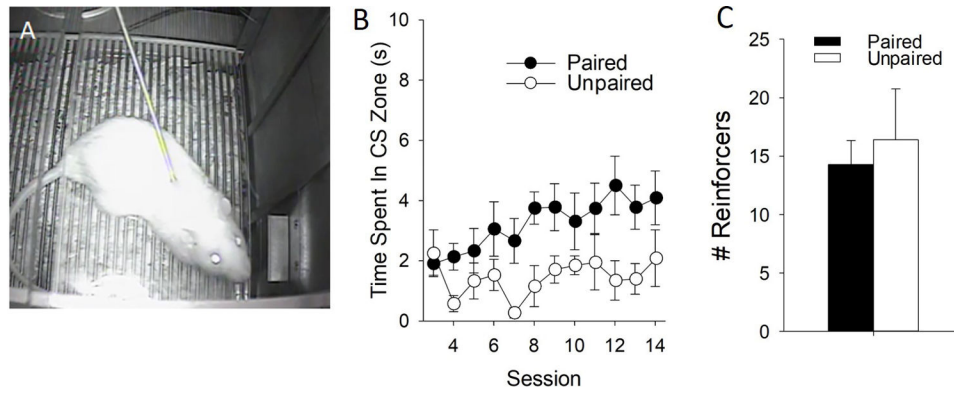 A
B
Time Spent In CS Zone (s)
10
8
6
4
2
0
Paired
Unpaired
4 6 8 10 12 14
Session
C
Paired
Unpaired
# Reinforcers
25
20
15
10
5
0